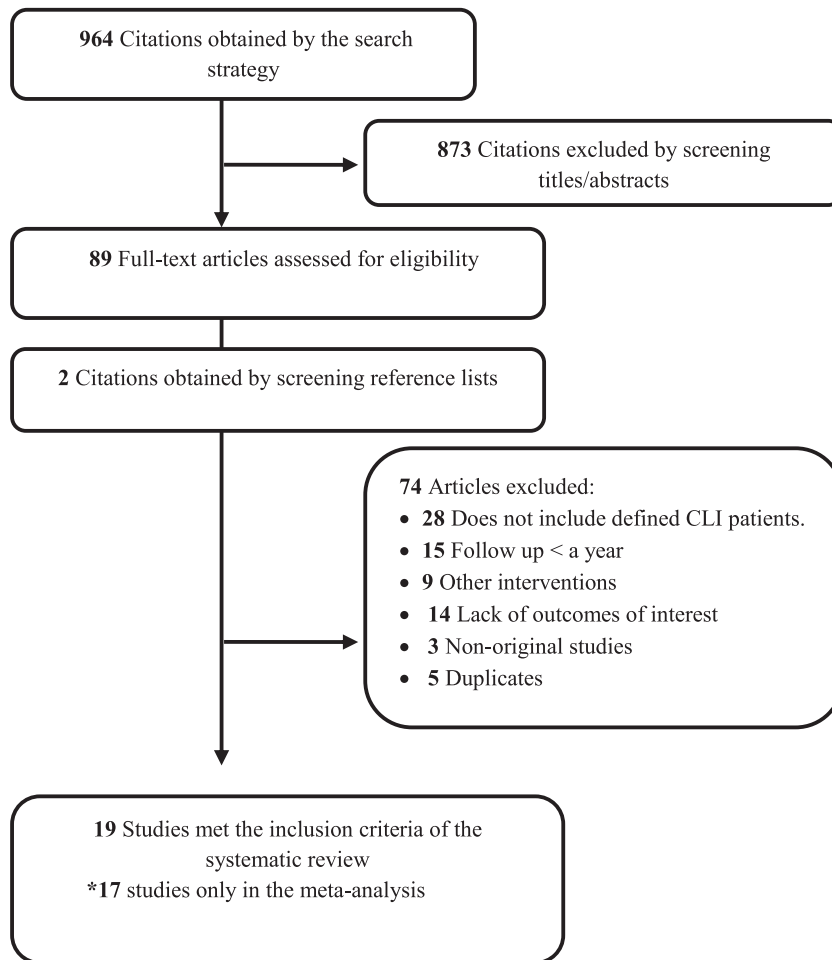 964 Citations obtained by the search
strategy
873 Citations excluded by screening
titles/abstracts
89 Full-text articles assessed for eligibility
2 Citations obtained by screening reference lists
74 Articles excluded:
• 28 Does not include defined CLI patients.
• 15 Follow up < a year
• 9 Other interventions
• 14 Lack of outcomes of interest
• 3 Non-original studies
• 5 Duplicates
19 Studies met the inclusion criteria of the
systematic review
*17 studies only in the meta-analysis